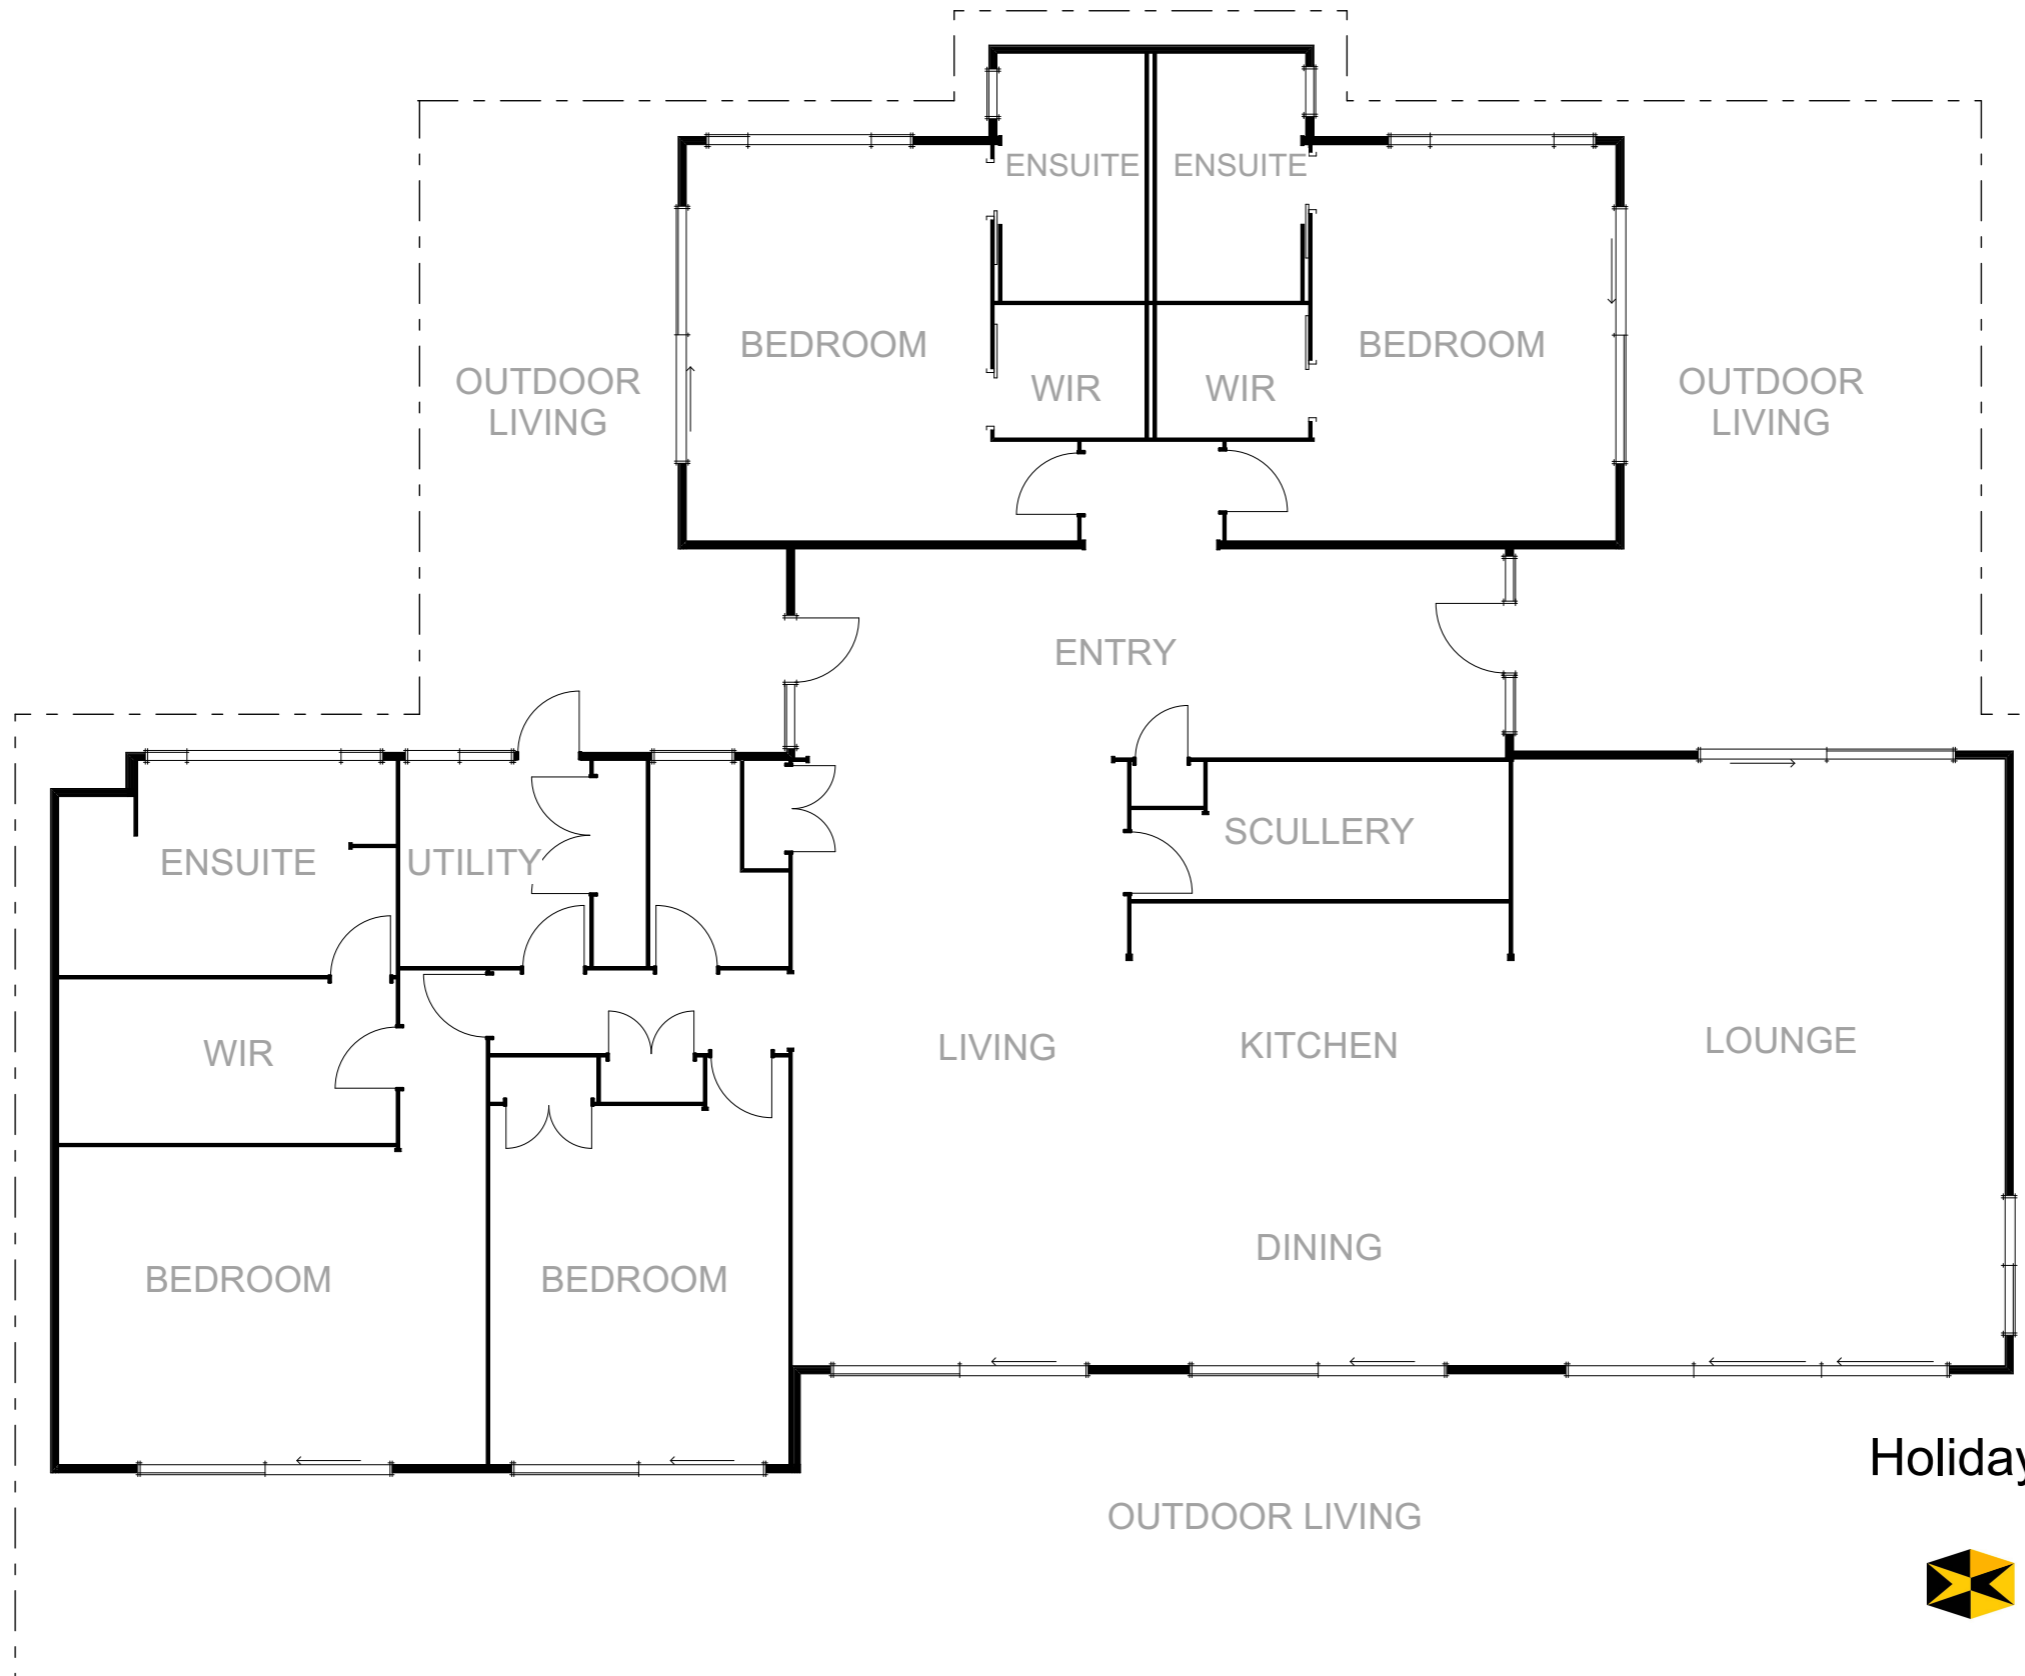 ENSUITE ENSUITE
BEDROOM
BEDROOM
OUTDOOR
LIVING
WIR
WIR
OUTDOOR
LIVING
ENTRY
ENSUITE
UTILITY
SCULLERY
WIR
LIVING
KITCHEN
LOUNGE
BEDROOM
BEDROOM
DINING
Holiday
OUTDOOR LIVING